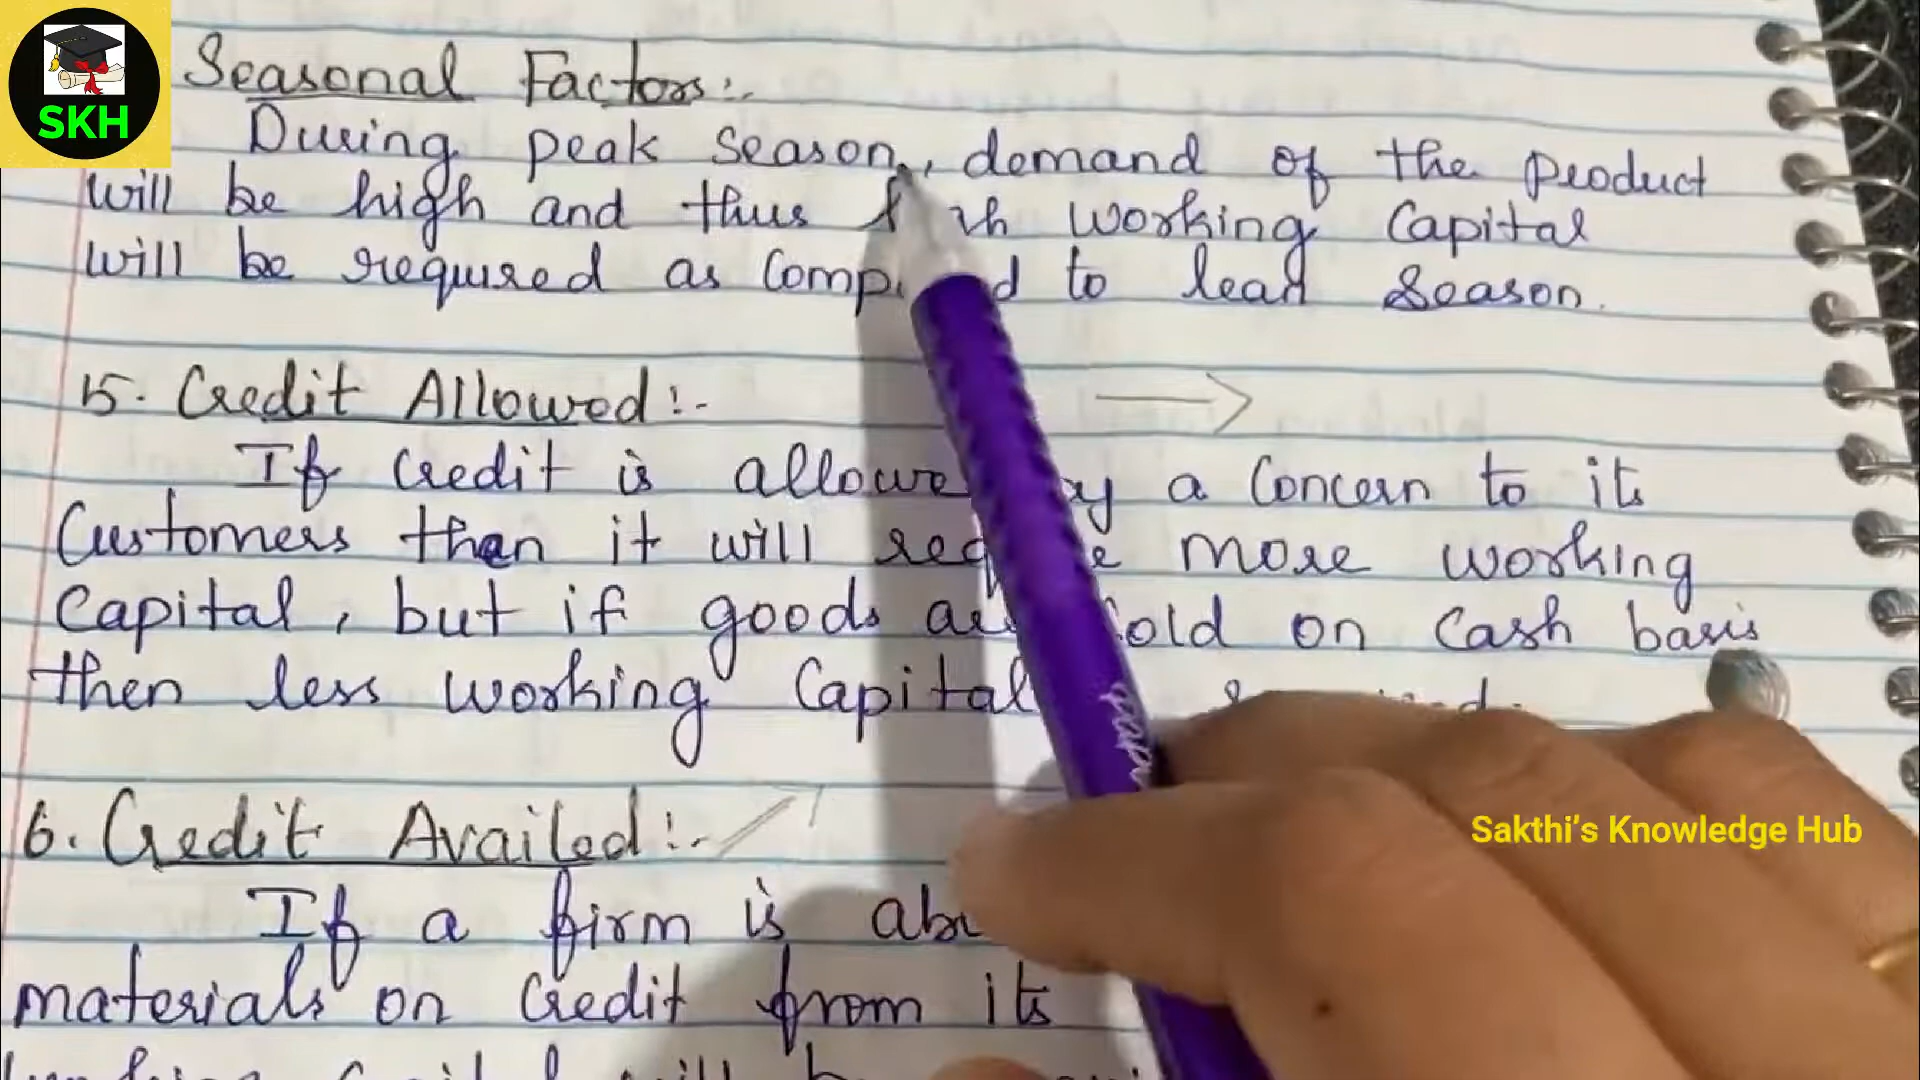 SKH
Seasonal Factors:-
During peak season, demand of the product
will be high and thus working Capital
will be required as to lean season.
5. Credit Allowed:-
If credit is a Concern to its
Customers then it will more working
Capital, but if goods on Cash basis
then less working Capital
Sakthi's Knowledge Hub
6. Credit Availed:-
If a firm is
materials on Credit from its